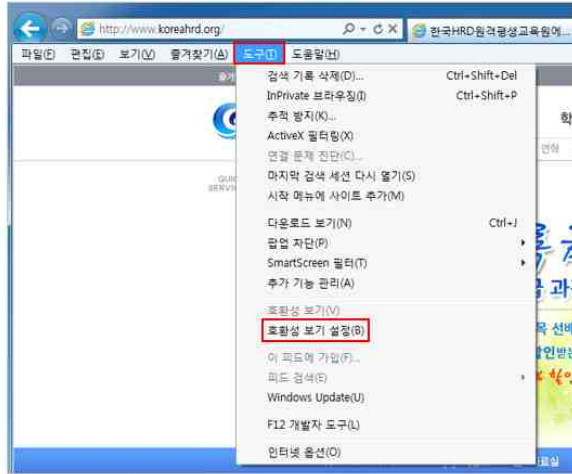 http://www.koreahrd.org/
한국HRD원격평생교육원에...
파일(F) 편집(E) 보기(V) 즐겨찾기(A) 도구(T) 도움말(H)
검색 기록 삭제(D)... Ctrl+Shift+Del
InPrivate 브라우징(I) Ctrl+Shift+P
추적 방지(K)...
ActiveX 필터링(X)
연결 문제 진단(C)...
마지막 검색 세션 다시 열기(S)
시작 메뉴에 사이트 추가(M)
다운로드 보기(N) Ctrl+J
팝업 차단(P)
SmartScreen 필터(T)
추가 기능 관리(A)
호환성 보기(V)
호환성 보기 설정(B)
이 피드에 가입(F)...
피드 검색(E)
Windows Update(U)
F12 개발자 도구(L)
인터넷 옵션(O)